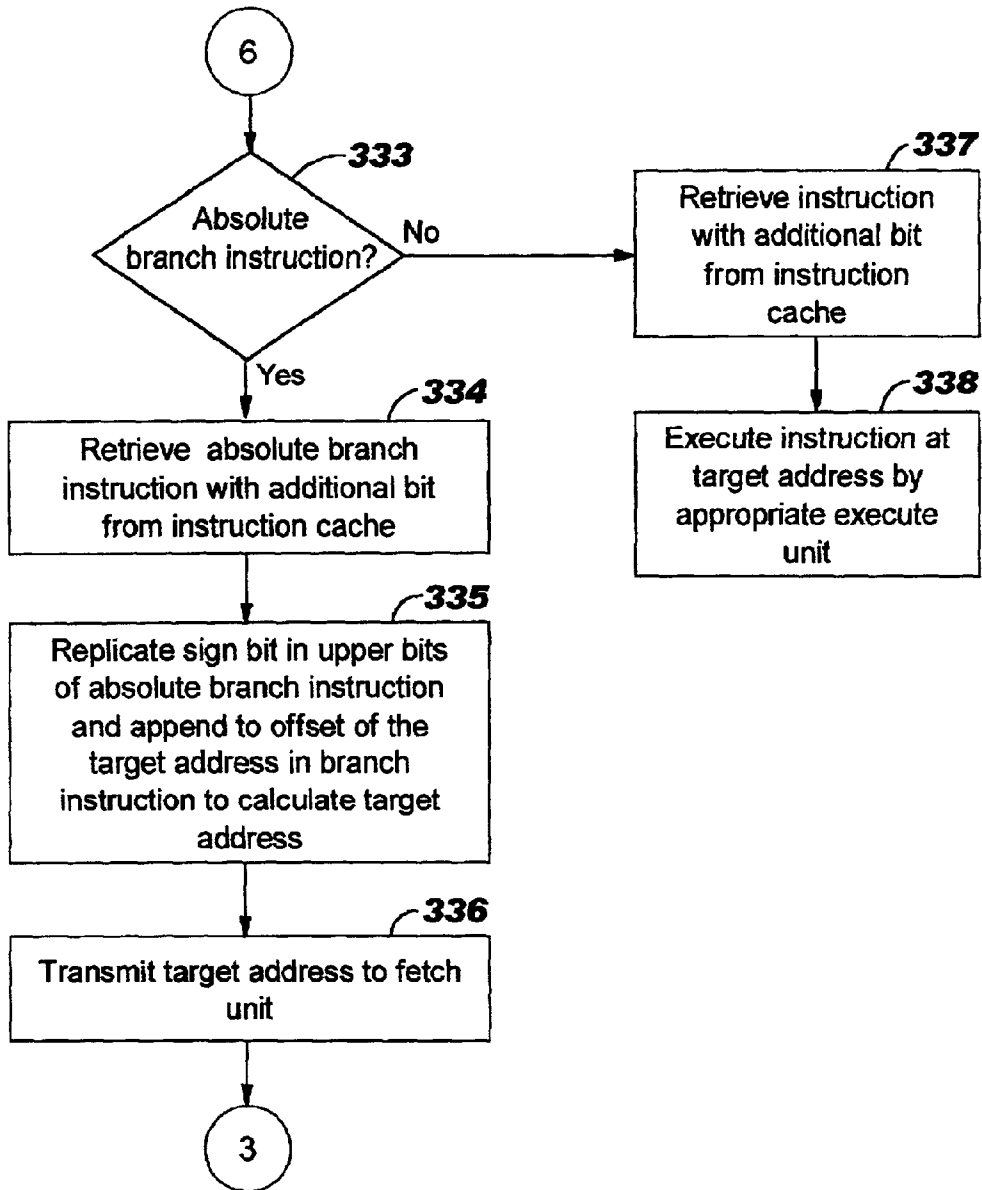 6
333
Absolute
branch instruction?
No
Yes
334
Retrieve absolute branch
instruction with additional bit
from instruction cache
335
Replicate sign bit in upper bits
of absolute branch instruction
and append to offset of the
target address in branch
instruction to calculate target
address
336
Transmit target address to fetch
unit
3
337
Retrieve instruction
with additional bit
from instruction
cache
338
Execute instruction at
target address by
appropriate execute
unit